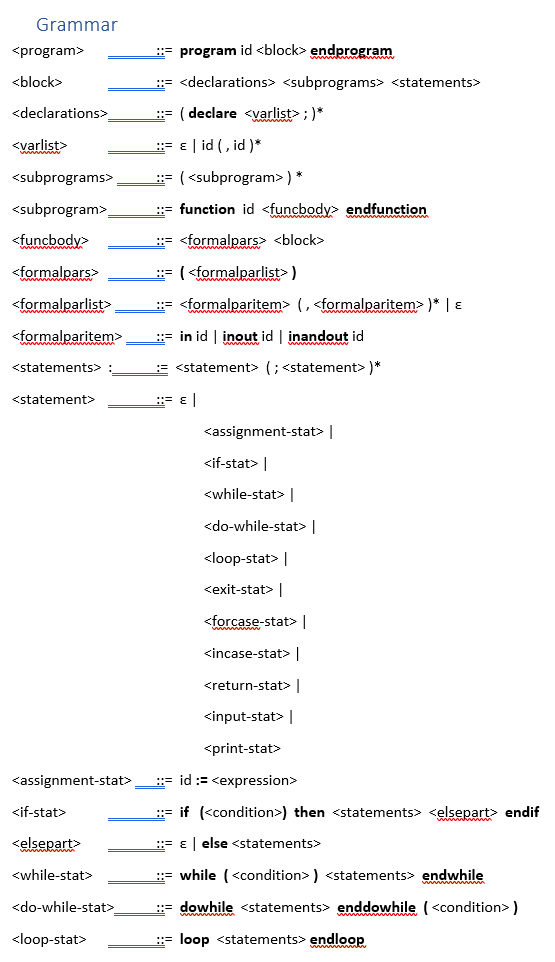 Grammar
<program> ::= program id <block> endprogram
<block> ::= <declarations> <subprograms> <statements>
<declarations> ::= ( declare <varlist> ; )*
<varlist> ::= ε | id ( , id )*
<subprograms> ::= ( <subprogram> ) *
<subprogram> ::= function id <funcbody> endfunction
<funcbody> ::= <formalpars> <block>
<formalpars> ::= ( <formalparlist> )
<formalparlist> ::= <formalparitem> ( , <formalparitem> )* | ε
<formalparitem> ::= in id | inout id | inandout id
<statements> : := <statement> ( ; <statement> )*
<statement> ::= ε |
<assignment-stat> |
<if-stat> |
<while-stat> |
<do-while-stat> |
<loop-stat> |
<exit-stat> |
<forcase-stat> |
<incase-stat> |
<return-stat> |
<input-stat> |
<print-stat>
<assignment-stat> ::= id := <expression>
<if-stat> ::= if (<condition>) then <statements> <elsepart> endif
<elsepart> ::= ε | else <statements>
<while-stat> ::= while ( <condition> ) <statements> endwhile
<do-while-stat> ::= dowhile <statements> enddowhile ( <condition> )
<loop-stat> ::= loop <statements> endloop